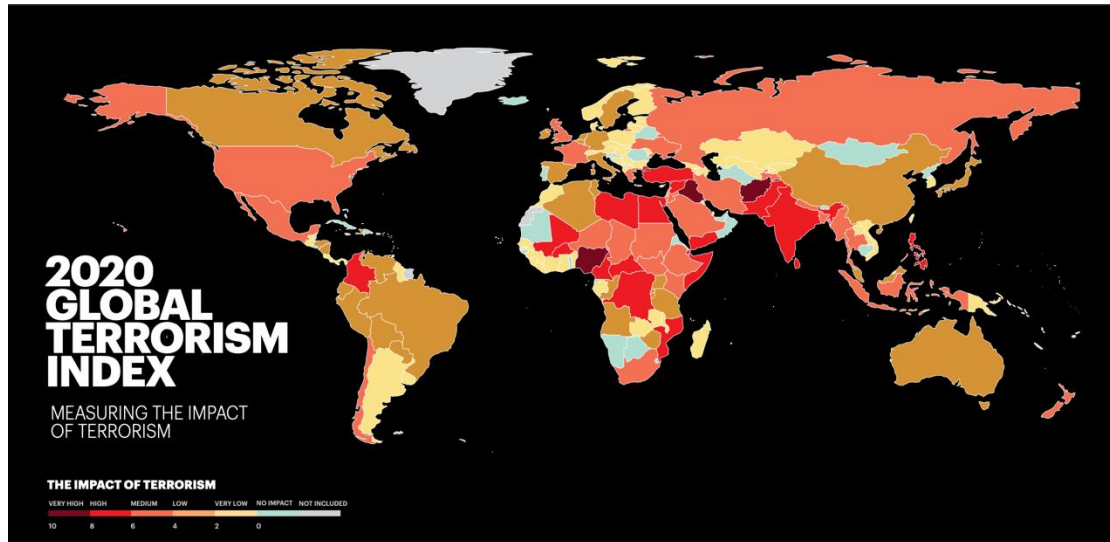 2020
GLOBAL
TERRORISM
INDEX
MEASURING THE IMPACT
OF TERRORISM
THE IMPACT OF TERRORISM
VERY HIGH HIGH MEDIUM LOW VERY LOW NO IMPACT NOT INCLUDED
10 8 6 4 2 0